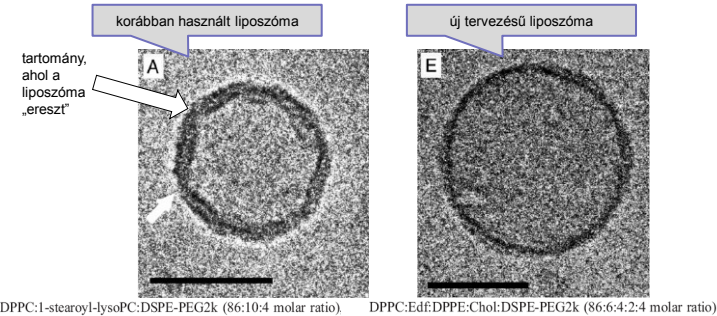 korábban használt liposzóma
új tervezésű liposzóma
tartomány,
ahol a
liposzóma
„ereszt”
A
E
DPPC:1-stearoyl-lysoPC:DSPE-PEG2k (86:10:4 molar ratio).
DPPC:Edf:DPPE:Chol:DSPE-PEG2k (86:6:4:2:4 molar ratio)